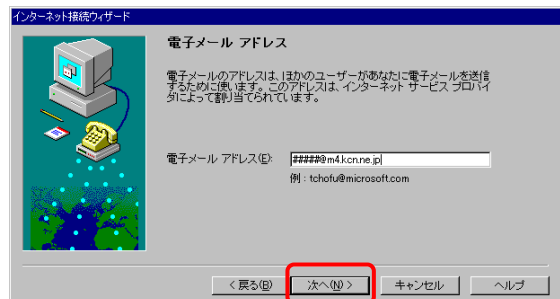 インターネット接続ウィザード
電子メール アドレス
電子メールのアドレスは、ほかのユーザーがあなたに電子メールを送信
するために使います。このアドレスは、インターネット サービス プロバイ
ダによって割り当てられています。
電子メール アドレス(E):
#####@m4.kcn.ne.jp
例 : tchofu@microsoft.com
< 戻る(B)
次へ(N) >
キャンセル
ヘルプ